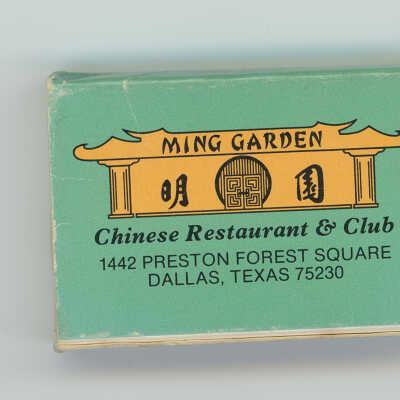 MING GARDEN
明 園
Chinese Restaurant & Club
1442 PRESTON FOREST SQUARE
DALLAS, TEXAS 75230